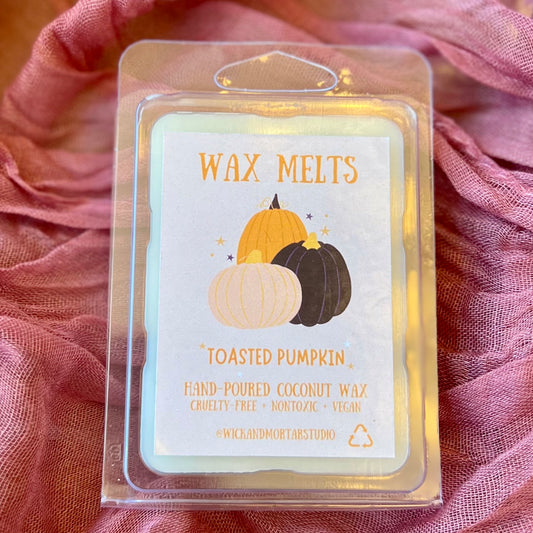 WAX MELTS
TOASTED PUMPKIN
HAND-POURED COCONUT WAX
CRUELTY-FREE + NONTOXIC + VEGAN
@WICKANDMORTARSTUDIO